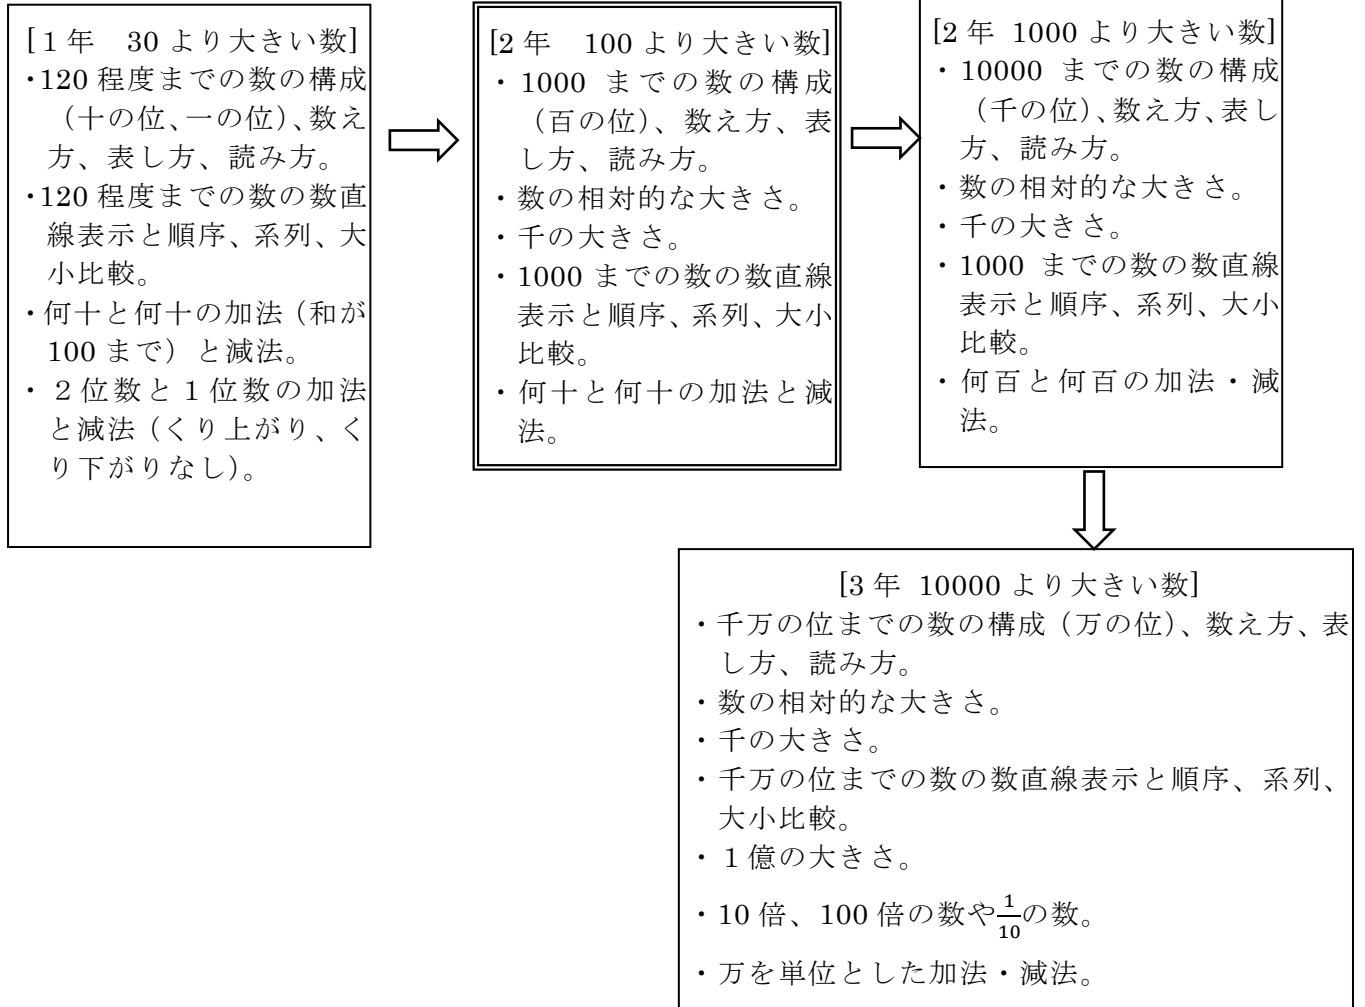 [1年　30より大きい数]
・120程度までの数の構成
（十の位、一の位）、数え
方、表し方、読み方。
・120程度までの数の数直
線表示と順序、系列、大
小比較。
・何十と何十の加法（和が
100まで）と減法。
・２位数と１位数の加法
と減法（くり上がり、く
り下がりなし）。
[2年　100より大きい数]
・1000 までの数の構成
（百の位）、数え方、表
し方、読み方。
・数の相対的な大きさ。
・千の大きさ。
・1000までの数の数直線
表示と順序、系列、大小
比較。
・何十と何十の加法と減
法。
[2年 1000より大きい数]
・10000 までの数の構成
（千の位）、数え方、表し
方、読み方。
・数の相対的な大きさ。
・千の大きさ。
・1000 までの数の数直線
表示と順序、系列、大小
比較。
・何百と何百の加法・減
法。
[3年 10000より大きい数]
・千万の位までの数の構成（万の位）、数え方、表
し方、読み方。
・数の相対的な大きさ。
・千の大きさ。
・千万の位までの数の数直線表示と順序、系列、
大小比較。
・１億の大きさ。
・10倍、100倍の数や1/10の数。
・万を単位とした加法・減法。